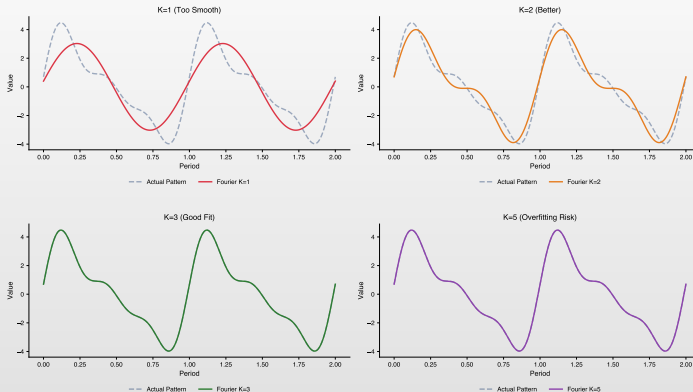 K=1 (Too Smooth)
4
2
0
−2
−4
Value
0.00 0.25 0.50 0.75 1.00 1.25 1.50 1.75 2.00
Period
Actual Pattern Fourier K=1
K=2 (Better)
4
2
0
−2
−4
Value
0.00 0.25 0.50 0.75 1.00 1.25 1.50 1.75 2.00
Period
Actual Pattern Fourier K=2
K=3 (Good Fit)
4
2
0
−2
−4
Value
0.00 0.25 0.50 0.75 1.00 1.25 1.50 1.75 2.00
Period
Actual Pattern Fourier K=3
K=5 (Overfitting Risk)
4
2
0
−2
−4
Value
0.00 0.25 0.50 0.75 1.00 1.25 1.50 1.75 2.00
Period
Actual Pattern Fourier K=5